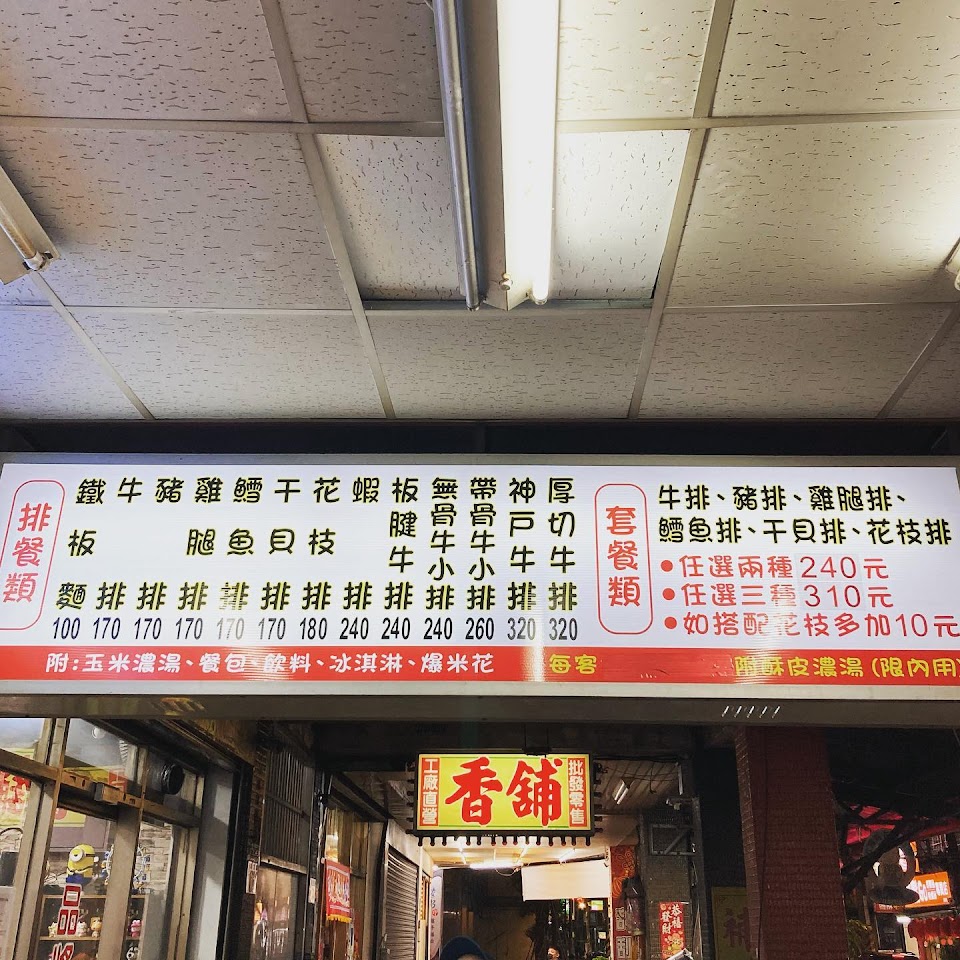 排餐類
鐵板麵 100
牛排 170
豬排 170
雞腿排 170
鱈魚排 170
干貝排 170
花枝排 180
蝦排 240
板腱牛排 240
無骨牛小排 240
帶骨牛小排 260
神戶牛排 320
厚切牛排 320
套餐類
牛排、豬排、雞腿排、
鱈魚排、干貝排、花枝排
•任選兩種240元
•任選三種310元
•如搭配花枝多加10元
附:玉米濃湯、餐包、飲料、冰淇淋、爆米花
每客
附酥皮濃湯(限內用)
工廠直營
香舖
批發零售
恭喜發財